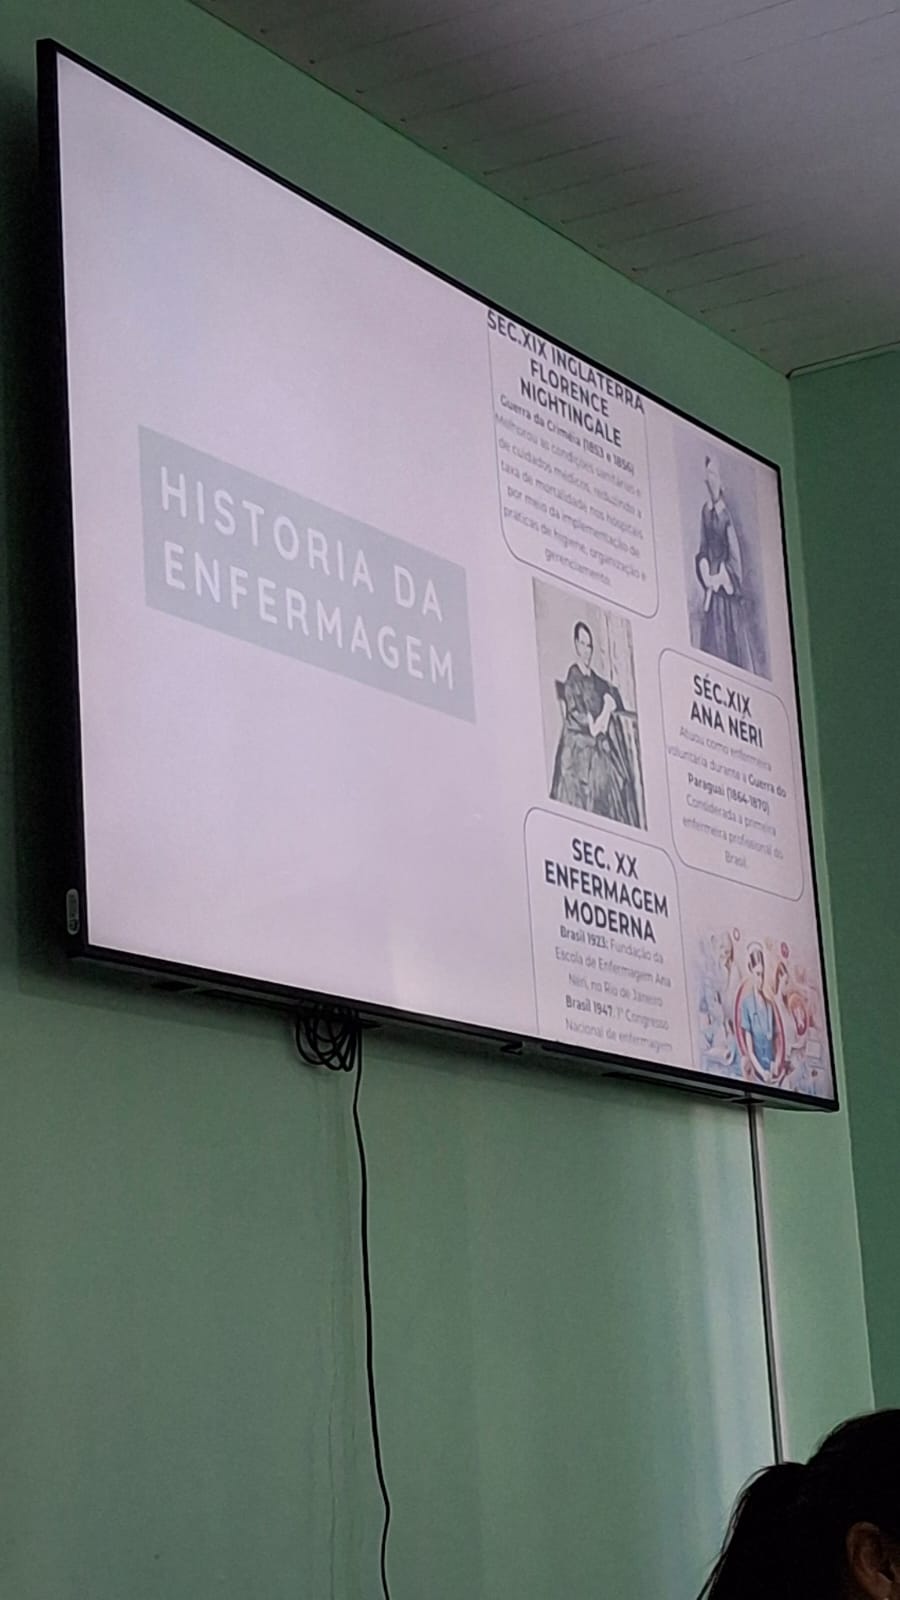 HISTORIA DA
ENFERMAGEM
SEC.XIX INGLATERRA
FLORENCE
NIGHTINGALE
Guerra da Criméia (1853 e 1856)
Melhorou as condições sanitárias e
de cuidados médicos, reduzindo a
taxa de mortalidade nos hospitais
por meio da implementação de
práticas de higiene, organização e
gerenciamento.
SÉC.XIX
ANA NERI
Atuou como enfermeira
voluntária durante a Guerra do
Paraguai (1864-1870)
Considerada a primeira
enfermeira profissional do
Brasil.
SEC. XX
ENFERMAGEM
MODERNA
Brasil 1923: Fundação da
Escola de Enfermagem Ana
Neri, no Rio de Janeiro
Brasil 1947: 1° Congresso
Nacional de enfermagem